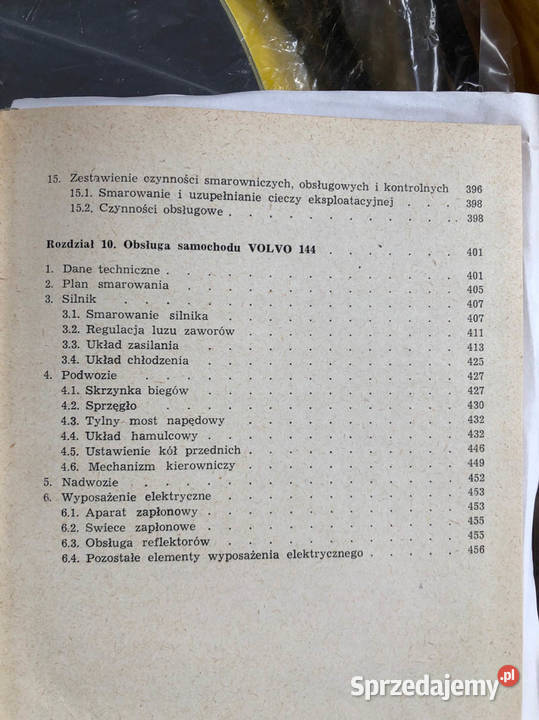 15. Zestawienie czynności smarowniczych, obsługowych i kontrolnych 396
15.1. Smarowanie i uzupełnianie cieczy eksploatacyjnej . . . 398
15.2. Czynności obsługowe . . . . . . . . . . . 398
Rozdział 10. Obsługa samochodu VOLVO 144 . . . . . . . 401
1. Dane techniczne . . . . . . . . . . . . . 401
2. Plan smarowania . . . . . . . . . . . . . 405
3. Silnik . . . . . . . . . . . . . . . 407
3.1. Smarowanie silnika . . . . . . . . . . . 407
3.2. Regulacja luzu zaworów . . . . . . . . . . 411
3.3. Układ zasilania . . . . . . . . . . . . 413
3.4. Układ chłodzenia . . . . . . . . . . . . 425
4. Podwozie . . . . . . . . . . . . . . 427
4.1. Skrzynka biegów . . . . . . . . . . . . 427
4.2. Sprzęgło . . . . . . . . . . . . . . 430
4.3. Tylny most napędowy . . . . . . . . . . . 432
4.4. Układ hamulcowy . . . . . . . . . . . . 432
4.5. Ustawienie kół przednich . . . . . . . . . . 446
4.6. Mechanizm kierowniczy . . . . . . . . . . 449
5. Nadwozie . . . . . . . . . . . . . . 452
6. Wyposażenie elektryczne . . . . . . . . . . . 453
6.1. Aparat zapłonowy . . . . . . . . . . . . 453
6.2. Swiece zapłonowe . . . . . . . . . . . . 455
6.3. Obsługa reflektorów . . . . . . . . . . . 455
6.4. Pozostałe elementy wyposażenia elektrycznego . . . . . 456
Sprzedajemy.pl